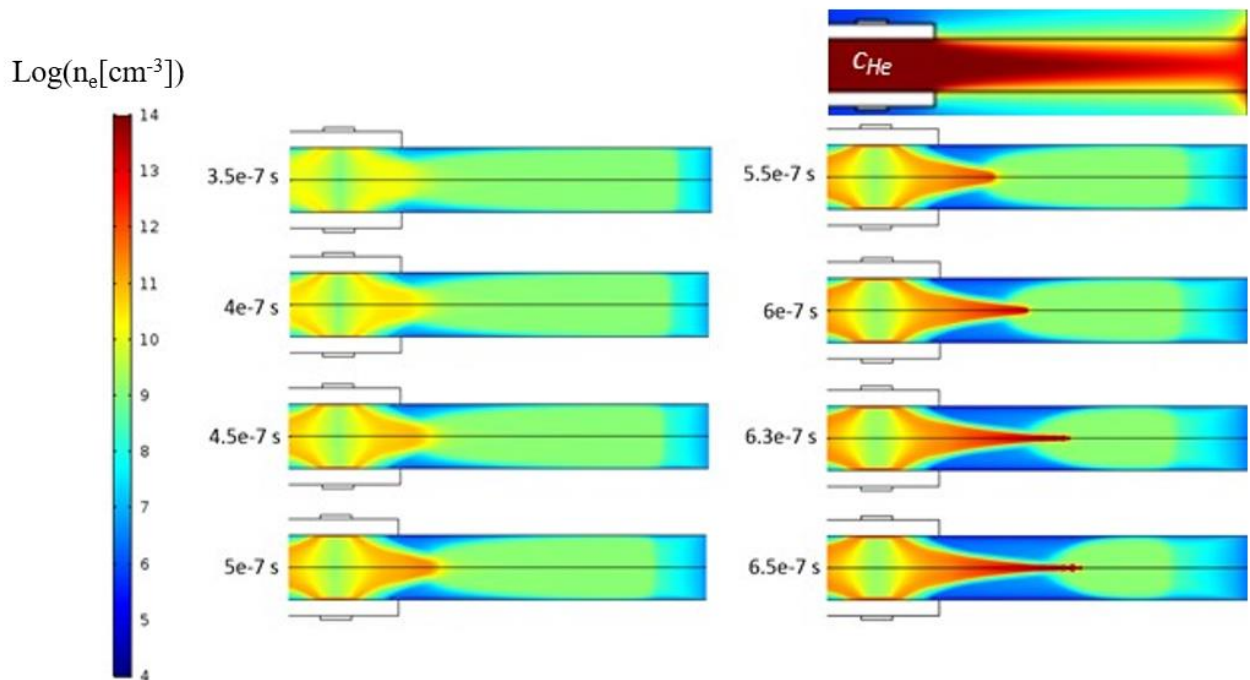 Log(nₑ[cm⁻³])
C_He
14
13
12
11
10
9
8
7
6
5
4
3.5e-7 s
4e-7 s
4.5e-7 s
5e-7 s
5.5e-7 s
6e-7 s
6.3e-7 s
6.5e-7 s